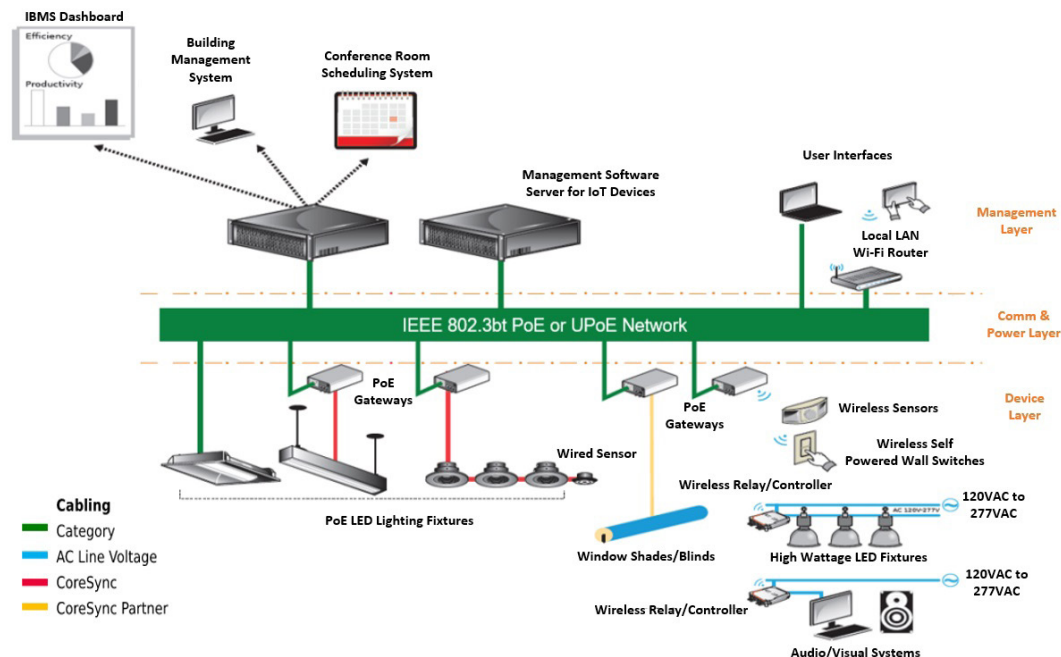 IBMS Dashboard
Efficiency
Productivity
Building
Management
System
Conference Room
Scheduling System
Management Software
Server for IoT Devices
User Interfaces
Local LAN
Wi-Fi Router
Management
Layer
IEEE 802.3bt PoE or UPoE Network
Comm &
Power Layer
PoE
Gateways
PoE
Gateways
Device
Layer
Wireless Sensors
Wireless Self
Powered Wall Switches
Wired Sensor
PoE LED Lighting Fixtures
Window Shades/Blinds
Wireless Relay/Controller
AC 120V-277V
120VAC to
277VAC
High Wattage LED Fixtures
Wireless Relay/Controller
120VAC to
277VAC
Audio/Visual Systems
Cabling
Category
AC Line Voltage
CoreSync
CoreSync Partner